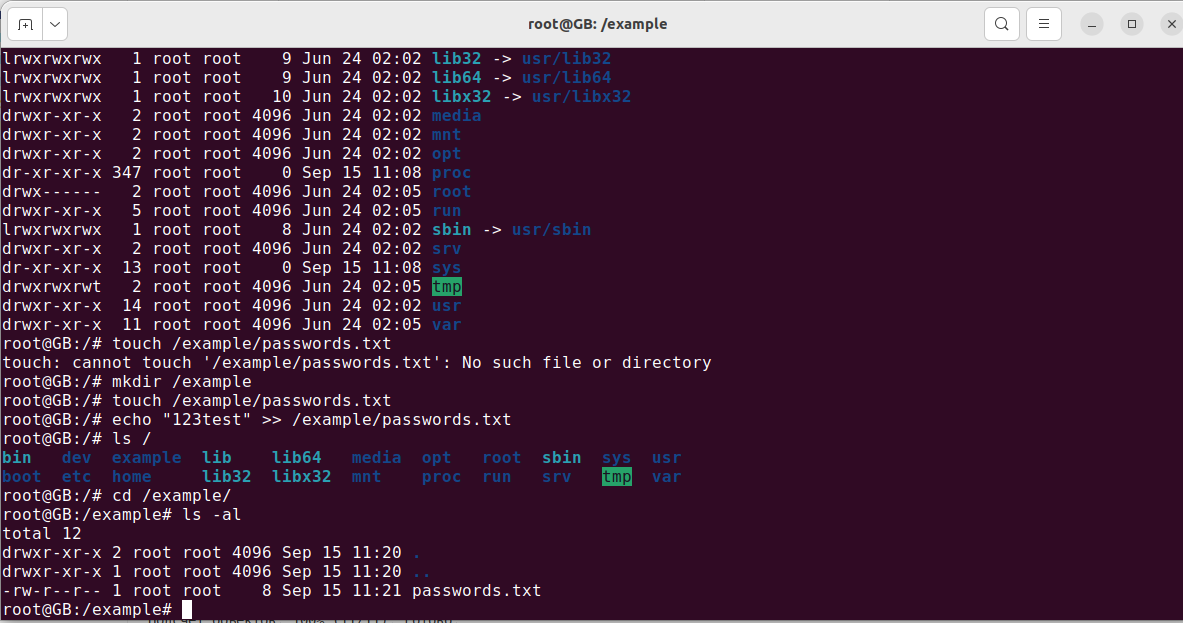 root@GB: /example
lrwxrwxrwx   1 root root    9 Jun 24 02:02 lib32 -> usr/lib32
lrwxrwxrwx   1 root root    9 Jun 24 02:02 lib64 -> usr/lib64
lrwxrwxrwx   1 root root   10 Jun 24 02:02 libx32 -> usr/libx32
drwxr-xr-x   2 root root 4096 Jun 24 02:02 media
drwxr-xr-x   2 root root 4096 Jun 24 02:02 mnt
drwxr-xr-x   2 root root 4096 Jun 24 02:02 opt
dr-xr-xr-x 347 root root    0 Sep 15 11:08 proc
drwx------   2 root root 4096 Jun 24 02:05 root
drwxr-xr-x   5 root root 4096 Jun 24 02:05 run
lrwxrwxrwx   1 root root    8 Jun 24 02:02 sbin -> usr/sbin
drwxr-xr-x   2 root root 4096 Jun 24 02:02 srv
dr-xr-xr-x  13 root root    0 Sep 15 11:08 sys
drwxrwxrwt   2 root root 4096 Jun 24 02:05 tmp
drwxr-xr-x  14 root root 4096 Jun 24 02:02 usr
drwxr-xr-x  11 root root 4096 Jun 24 02:05 var
root@GB:/# touch /example/passwords.txt
touch: cannot touch '/example/passwords.txt': No such file or directory
root@GB:/# mkdir /example
root@GB:/# touch /example/passwords.txt
root@GB:/# echo "123test" >> /example/passwords.txt
root@GB:/# ls /
bin   dev  example  lib    lib64   media  opt   root  sbin  sys  usr
boot  etc  home     lib32  libx32  mnt    proc  run   srv   tmp  var
root@GB:/# cd /example/
root@GB:/example# ls -al
total 12
drwxr-xr-x 2 root root 4096 Sep 15 11:20 .
drwxr-xr-x 1 root root 4096 Sep 15 11:20 ..
-rw-r--r-- 1 root root    8 Sep 15 11:21 passwords.txt
root@GB:/example#